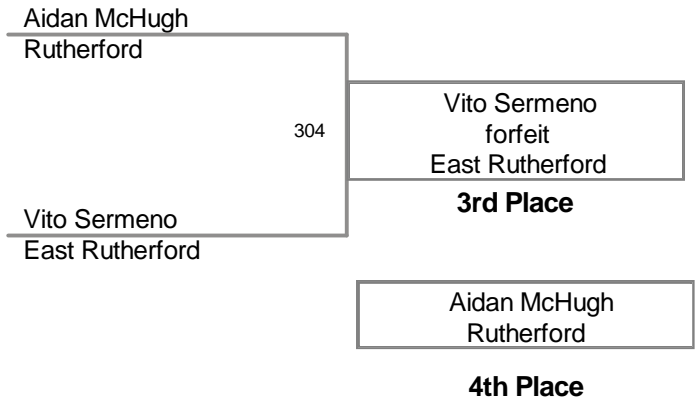 Aidan McHugh
Rutherford
304
Vito Sermeno
forfeit
East Rutherford
3rd Place
Vito Sermeno
East Rutherford
Aidan McHugh
Rutherford
4th Place